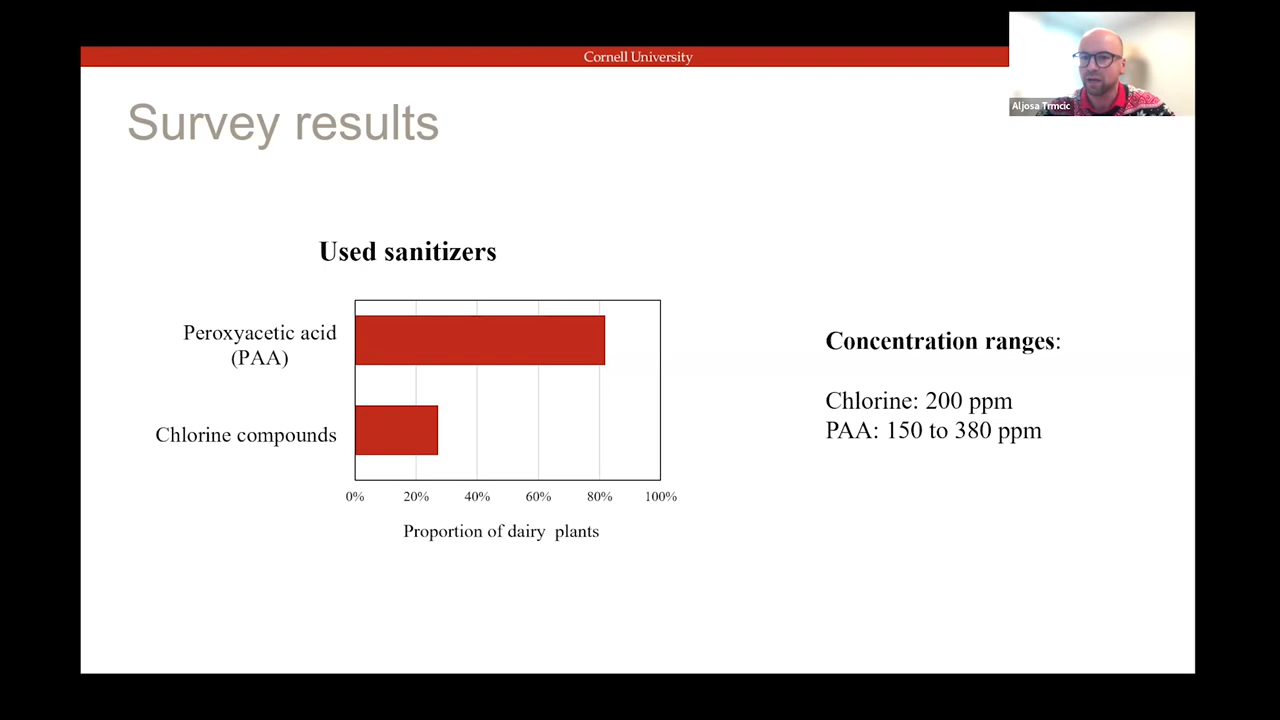 Cornell University
Aljosa Trmcic
Survey results
Used sanitizers
Peroxyacetic acid
(PAA)
Chlorine compounds
0% 20% 40% 60% 80% 100%
Proportion of dairy plants
Concentration ranges:
Chlorine: 200 ppm
PAA: 150 to 380 ppm